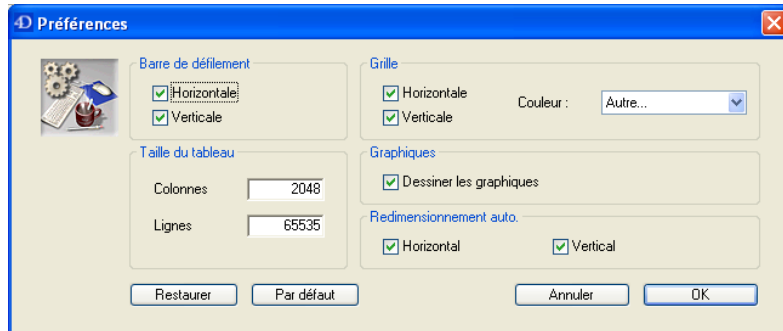 4D Préférences
Barre de défilement
Horizontale
Verticale
Grille
Horizontale
Verticale
Couleur :
Autre...
Taille du tableau
Colonnes 2048
Lignes 65535
Graphiques
Dessiner les graphiques
Redimensionnement auto.
Horizontal Vertical
Restaurer Par défaut Annuler OK